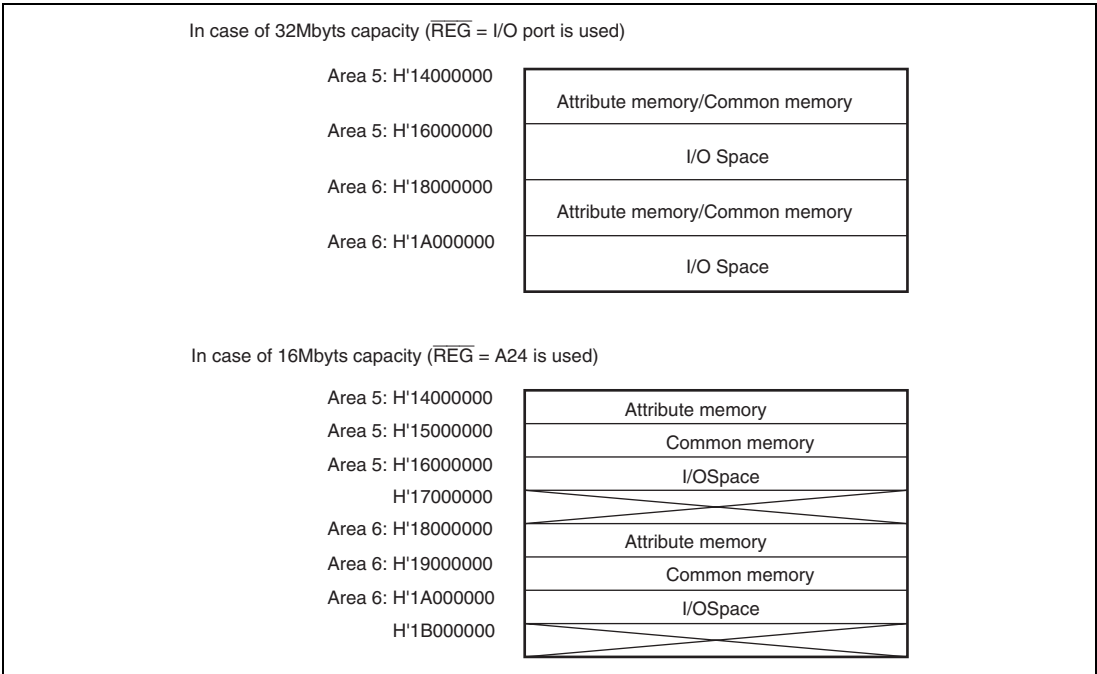 In case of 32Mbyts capacity (R̅E̅G̅ = I/O port is used)
Area 5: H'14000000
Attribute memory/Common memory
Area 5: H'16000000
I/O Space
Area 6: H'18000000
Attribute memory/Common memory
Area 6: H'1A000000
I/O Space
In case of 16Mbyts capacity (R̅E̅G̅ = A24 is used)
Area 5: H'14000000
Attribute memory
Area 5: H'15000000
Common memory
Area 5: H'16000000
I/OSpace
H'17000000
Area 6: H'18000000
Attribute memory
Area 6: H'19000000
Common memory
Area 6: H'1A000000
I/OSpace
H'1B000000